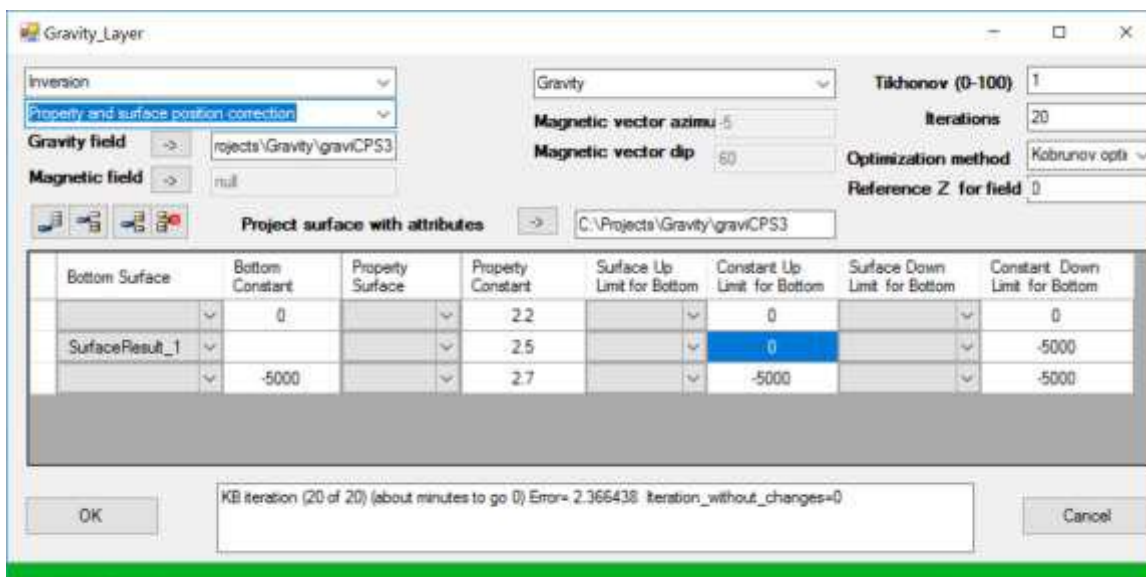 Gravity_Layer
Inversion
Gravity
Tikhonov (0-100) 1
Property and surface position correction
Magnetic vector azimu -5
Iterations 20
Gravity field -> rojects\Gravity\graviCPS3
Magnetic vector dip 60
Optimization method Kobrunov opti
Magnetic field -> null
Reference Z for field 0
Project surface with attributes -> C:\Projects\Gravity\graviCPS3
Bottom Surface Bottom Constant Property Surface Property Constant Surface Up Limit for Bottom Constant Up Limit for Bottom Surface Down Limit for Bottom Constant Down Limit for Bottom
0 2.2 0 0
SurfaceResult_1 2.5 0 -5000
-5000 2.7 -5000 -5000
OK
KB iteration (20 of 20) (about minutes to go 0) Error= 2.366438 Iteration_without_changes=0
Cancel